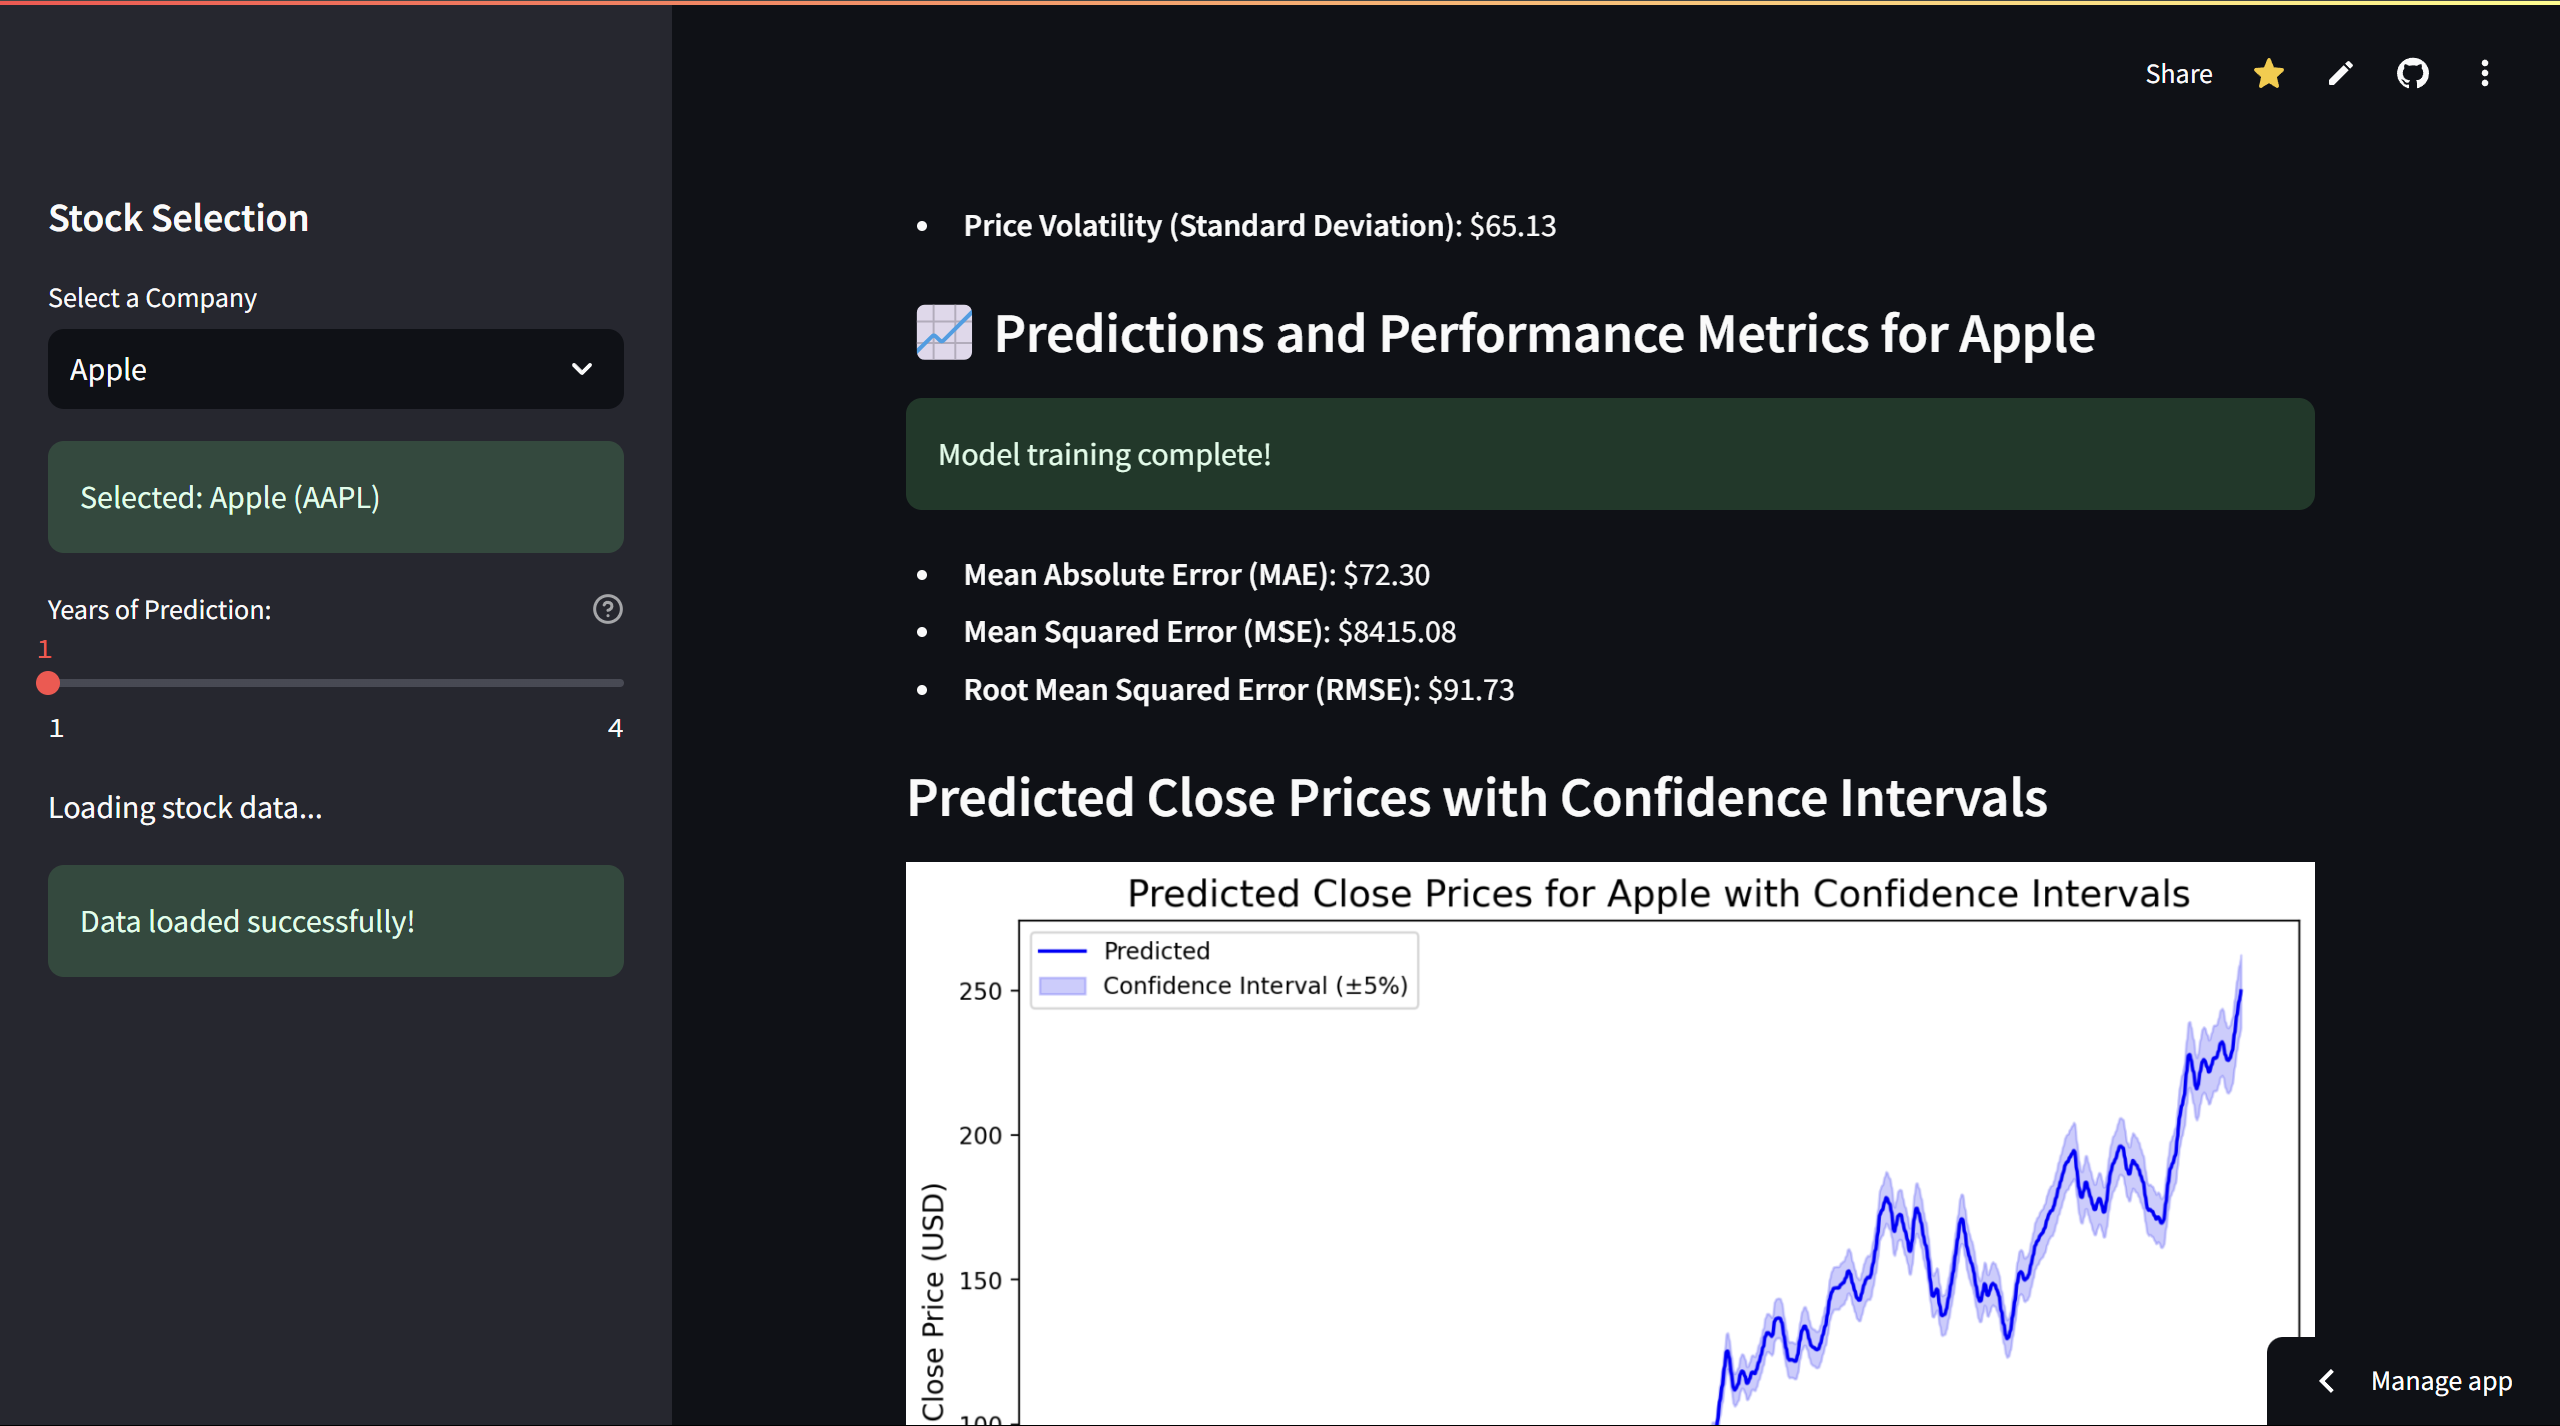 Share
Stock Selection
Select a Company
Apple
Selected: Apple (AAPL)
Years of Prediction:
1
1
4
Loading stock data...
Data loaded successfully!
Price Volatility (Standard Deviation): $65.13
Predictions and Performance Metrics for Apple
Model training complete!
Mean Absolute Error (MAE): $72.30
Mean Squared Error (MSE): $8415.08
Root Mean Squared Error (RMSE): $91.73
Predicted Close Prices with Confidence Intervals
Predicted Close Prices for Apple with Confidence Intervals
Predicted
Confidence Interval (±5%)
250
200
150
100
Close Price (USD)
Manage app